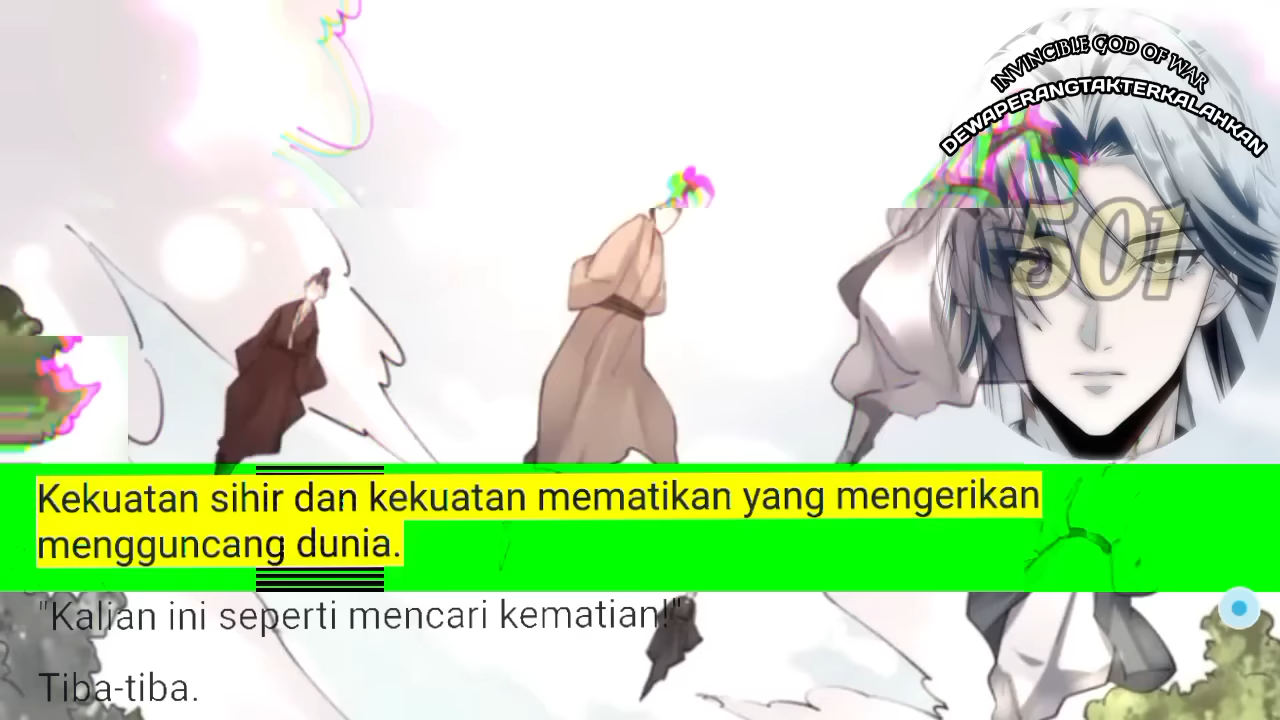 INVINCIBLE GOD OF WAR
DEWAPERANGTAKTERKALAHKAN
501
Kekuatan sihir dan kekuatan mematikan yang mengerikan
mengguncang dunia.
"Kalian ini seperti mencari kematian!"
Tiba-tiba.